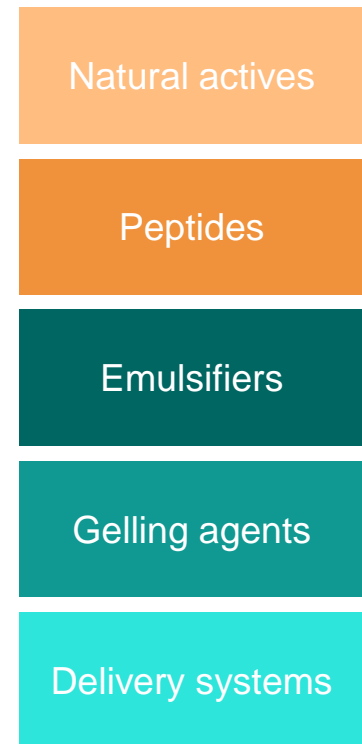 Natural actives
Peptides
Emulsifiers
Gelling agents
Delivery systems